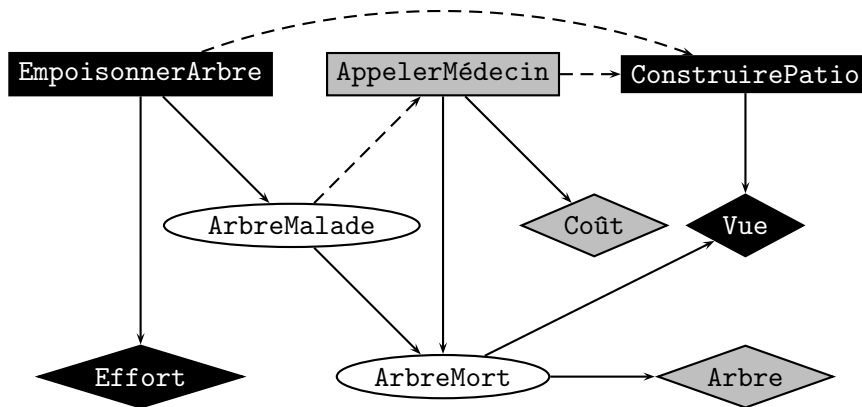 EmpoisonnerArbre
AppelerMédecin
ConstruirePatio
ArbreMalade
Coût
Vue
Effort
ArbreMort
Arbre